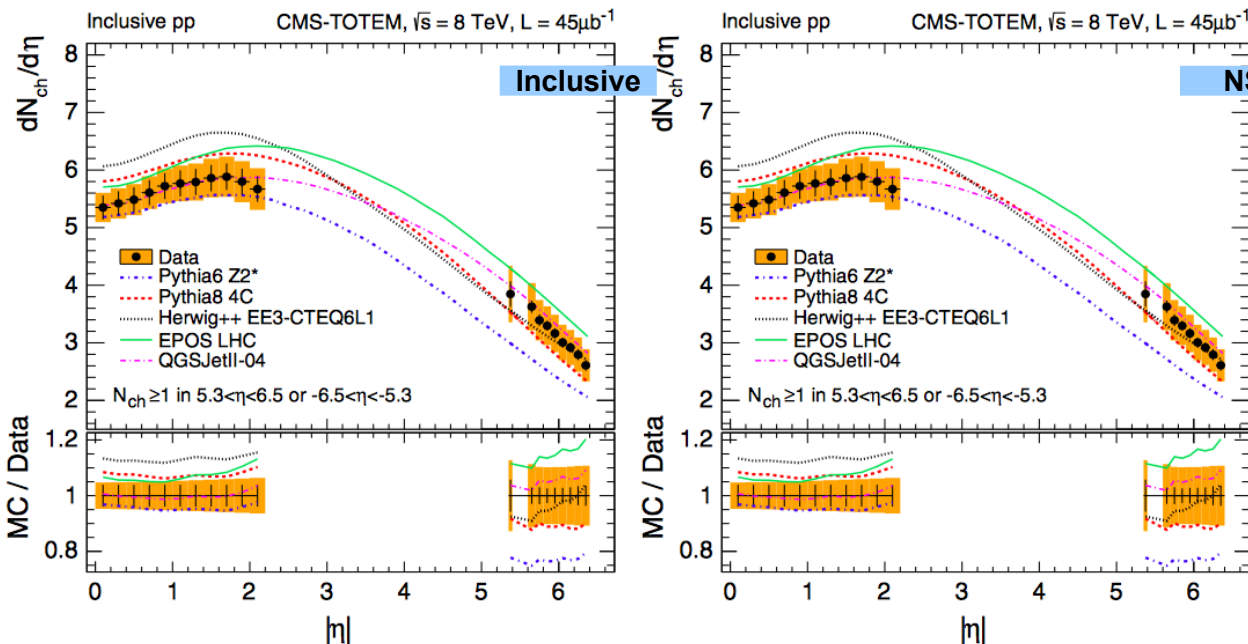 Inclusive pp CMS-TOTEM, √s = 8 TeV, L = 45μb⁻¹
Inclusive
dN_ch/dη
8
7
6
5
4
3
2
Data
Pythia6 Z2*
Pythia8 4C
Herwig++ EE3-CTEQ6L1
EPOS LHC
QGSJetII-04
N_ch≥1 in 5.3<η<6.5 or -6.5<η<-5.3
MC / Data
1.2
1
0.8
0 1 2 3 4 5 6
|η|
Inclusive pp CMS-TOTEM, √s = 8 TeV, L = 45μb⁻¹
NS
dN_ch/dη
8
7
6
5
4
3
2
Data
Pythia6 Z2*
Pythia8 4C
Herwig++ EE3-CTEQ6L1
EPOS LHC
QGSJetII-04
N_ch≥1 in 5.3<η<6.5 or -6.5<η<-5.3
MC / Data
1.2
1
0.8
0 1 2 3 4 5 6
|η|